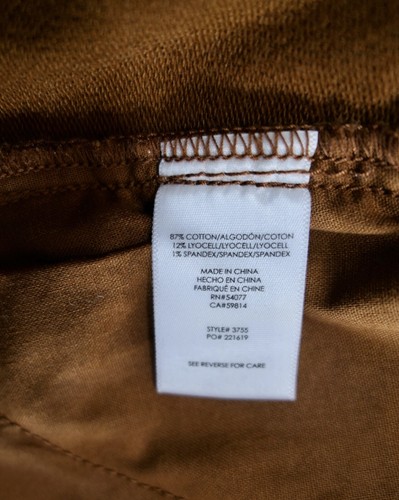 87% COTTON/ALGODÓN/COTON
12% LYOCELL/LYOCELL/LYOCELL
1% SPANDEX/SPANDEX/SPANDEX
MADE IN CHINA
HECHO EN CHINA
FABRIQUÉ EN CHINE
RN#54077
CA#59814
STYLE# 3755
PO# 221619
SEE REVERSE FOR CARE